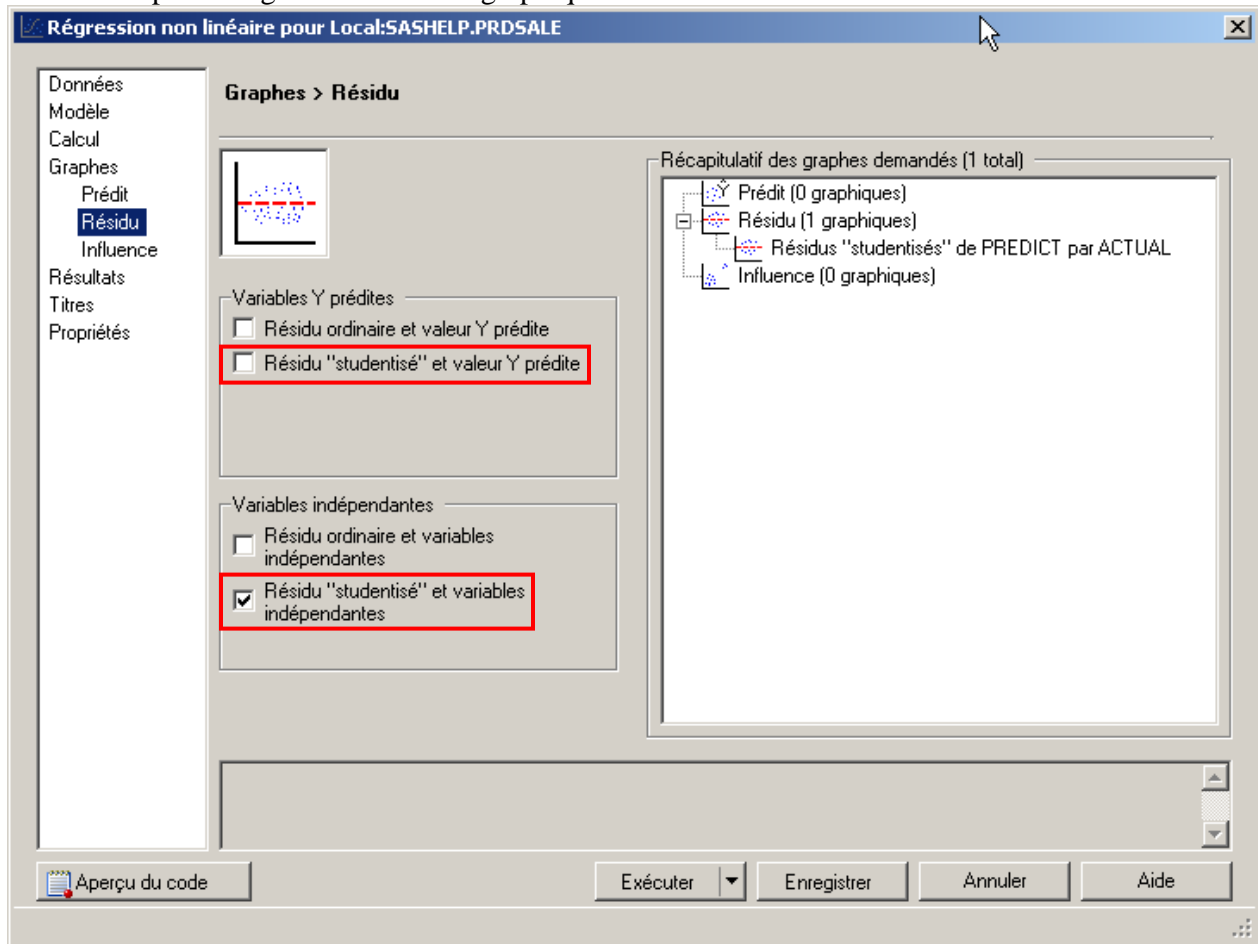 Régression non linéaire pour Local:SASHELP.PRDSALE
Données
Modèle
Calcul
Graphes
Prédit
Résidu
Influence
Résultats
Titres
Propriétés
Graphes > Résidu
Variables Y prédites
Résidu ordinaire et valeur Y prédite
Résidu "studentisé" et valeur Y prédite
Variables indépendantes
Résidu ordinaire et variables
indépendantes
Résidu "studentisé" et variables
indépendantes
Récapitulatif des graphes demandés (1 total)
Prédit (0 graphiques)
Résidu (1 graphiques)
Résidus "studentisés" de PREDICT par ACTUAL
Influence (0 graphiques)
Aperçu du code
Exécuter
Enregistrer
Annuler
Aide